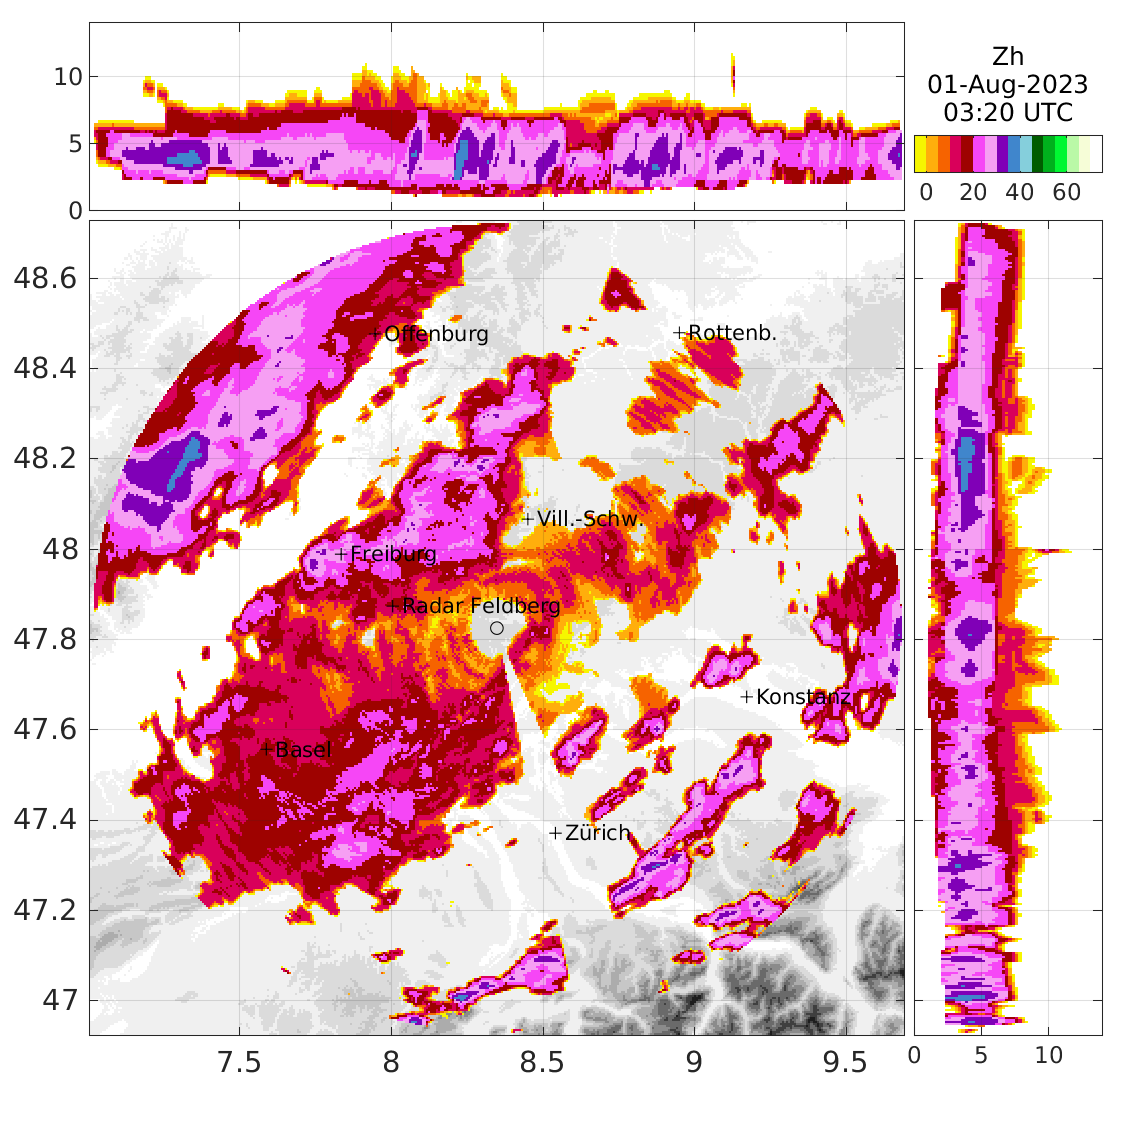 10
5
0
Zh
01-Aug-2023
03:20 UTC
0 20 40 60
48.6
48.4
48.2
48
47.8
47.6
47.4
47.2
47
+Offenburg
+Rottenb.
+Vill.-Schw.
+Freiburg
+Radar Feldberg
+Konstanz
+Basel
+Zürich
7.5 8 8.5 9 9.5
0 5 10